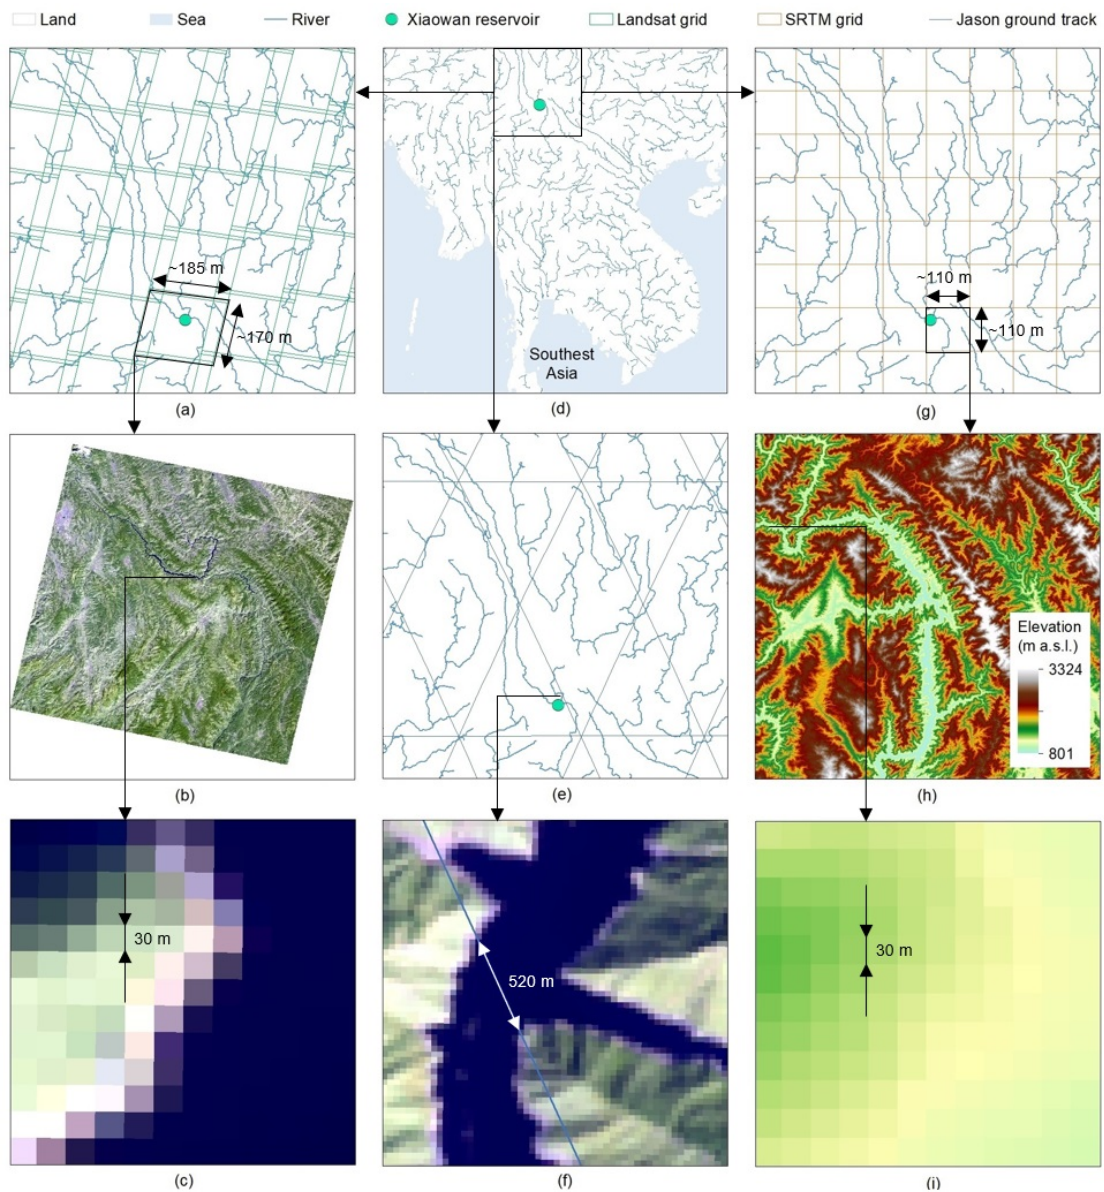 Land Sea River Xiaowan reservoir Landsat grid SRTM grid Jason ground track
~185 m
~170 m
(a)
Southest
Asia
(d)
~110 m
~110 m
(g)
(b)
(e)
Elevation
(m a.s.l.)
3324
801
(h)
30 m
(c)
520 m
(f)
30 m
(i)